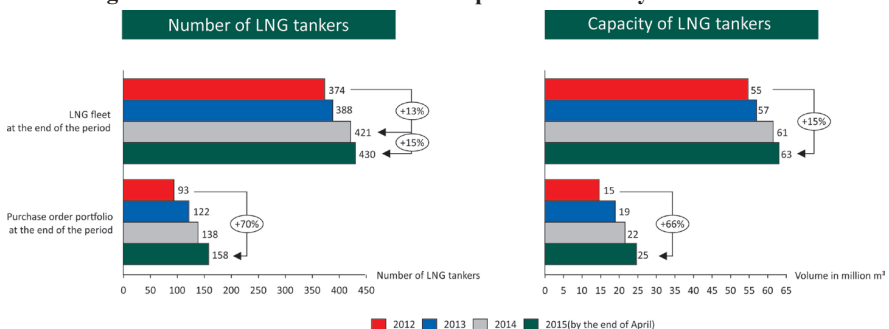 Number of LNG tankers
Capacity of LNG tankers
LNG fleet
at the end of the period
374
388
421
430
+13%
+15%
55
57
61
63
+15%
Purchase order portfolio
at the end of the period
93
122
138
158
+70%
15
19
22
25
+66%
0 50 100 150 200 250 300 350 400 450
Number of LNG tankers
0 5 10 15 20 25 30 35 40 45 50 55 60 65
Volume in million m³
2012 2013 2014 2015(by the end of April)